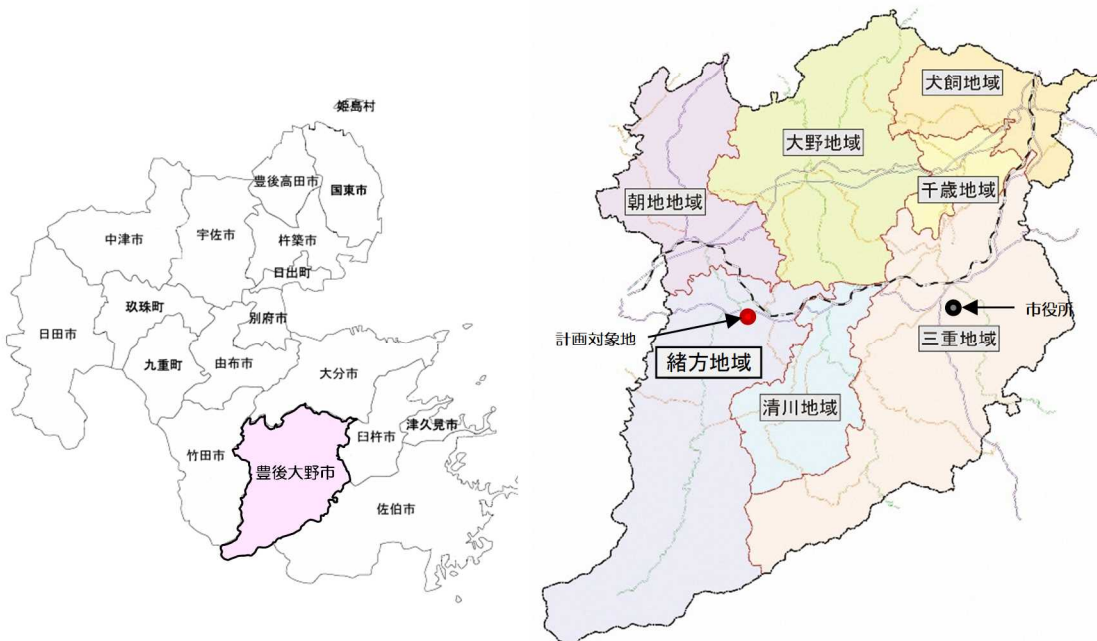 姫島村
豊後高田市
国東市
中津市
宇佐市
杵築市
日出町
玖珠町
別府市
日田市
九重町
由布市
大分市
津久見市
臼杵市
竹田市
豊後大野市
佐伯市
犬飼地域
大野地域
千歳地域
朝地地域
市役所
計画対象地
三重地域
緒方地域
清川地域